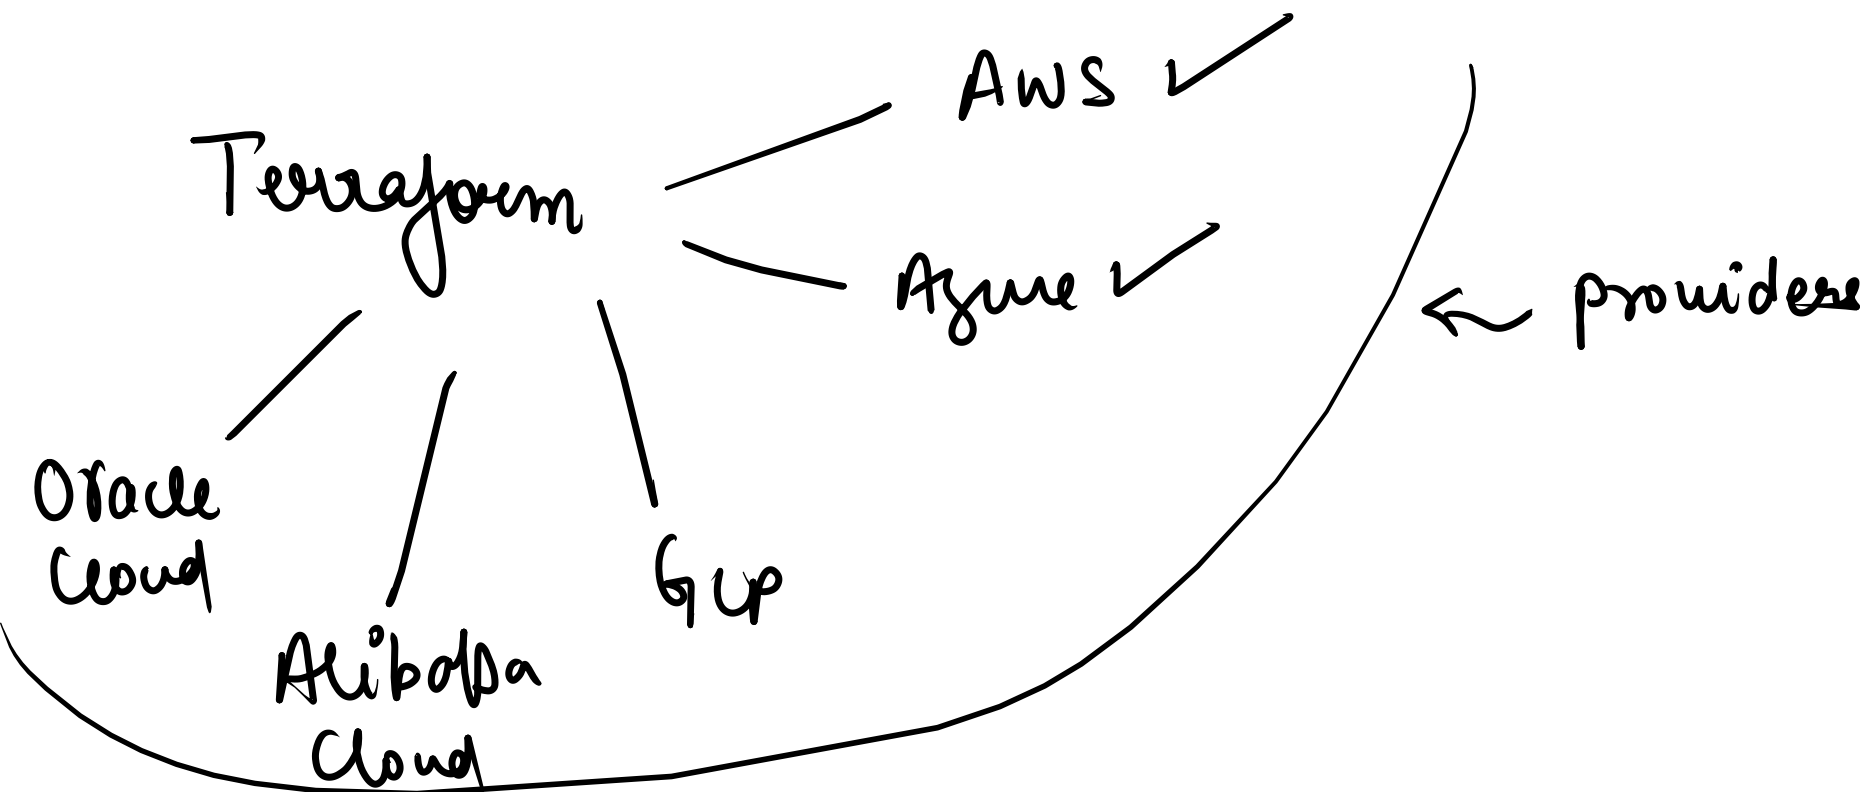 AWS ✓
Terraform
Azure ✓
providers
Oracle
Cloud
GCP
Alibaba
Cloud